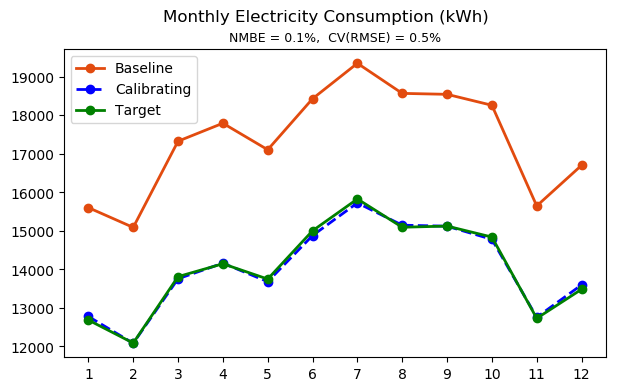 Monthly Electricity Consumption (kWh)
NMBE = 0.1%, CV(RMSE) = 0.5%
Baseline
Calibrating
Target
19000
18000
17000
16000
15000
14000
13000
12000
1 2 3 4 5 6 7 8 9 10 11 12